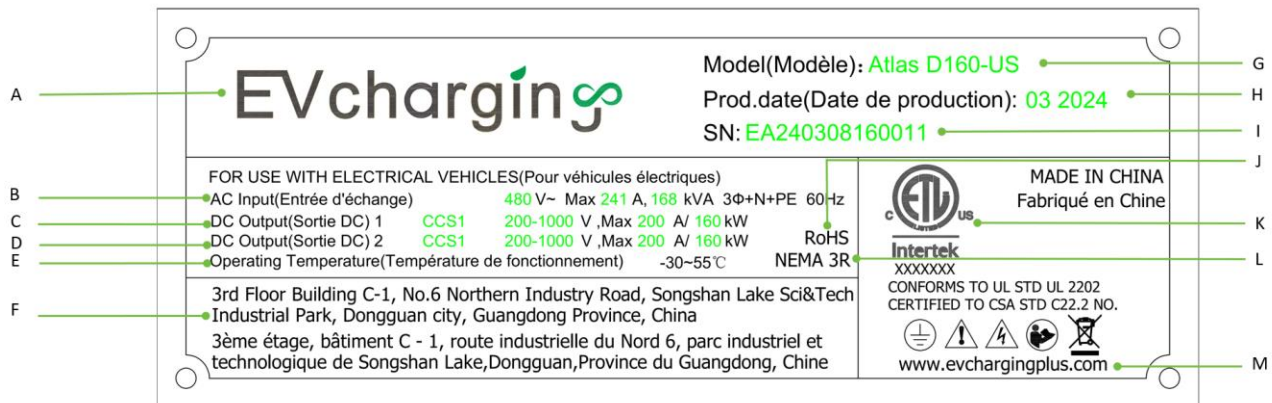 A
EVcharging
Model(Modèle): Atlas D160-US
G
Prod.date(Date de production): 03 2024
H
SN: EA240308160011
I
J
FOR USE WITH ELECTRICAL VEHICLES(Pour véhicules électriques)
B
AC Input(Entrée d'échange) 480 V~ Max 241 A, 168 kVA 3Φ+N+PE 60Hz
C
DC Output(Sortie DC) 1 CCS1 200-1000 V ,Max 200 A/ 160 kW
D
DC Output(Sortie DC) 2 CCS1 200-1000 V ,Max 200 A/ 160 kW
RoHS
E
Operating Temperature(Température de fonctionnement) -30~55℃
NEMA 3R
C ETL US
LISTED
Intertek
XXXXXXX
MADE IN CHINA
Fabriqué en Chine
K
L
CONFORMS TO UL STD UL 2202
CERTIFIED TO CSA STD C22.2 NO.
F
3rd Floor Building C-1, No.6 Northern Industry Road, Songshan Lake Sci&Tech
Industrial Park, Dongguan city, Guangdong Province, China
3ème étage, bâtiment C - 1, route industrielle du Nord 6, parc industriel et
technologique de Songshan Lake,Dongguan,Province du Guangdong, Chine
www.evchargingplus.com
M